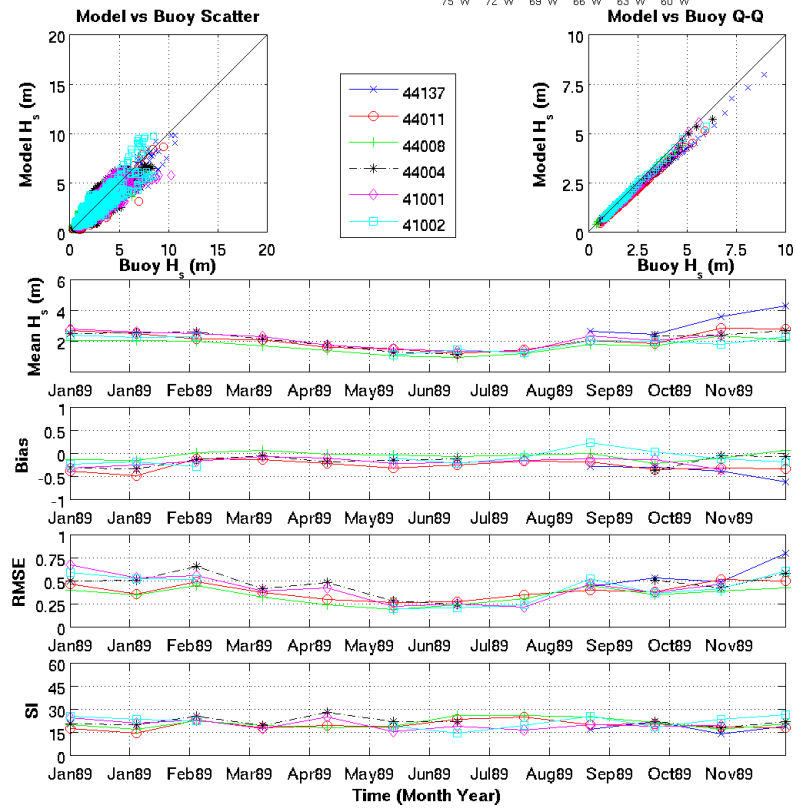 75°W 72°W 69°W 66°W 63°W 60°W
Model vs Buoy Scatter
Model vs Buoy Q-Q
20
15
10
5
0
Model Hs (m)
0 5 10 15 20
Buoy Hs (m)
44137
44011
44008
44004
41001
41002
10
7.5
5
2.5
0
Model Hs (m)
0 2.5 5 7.5 10
Buoy Hs (m)
6
4
2
Mean Hs (m)
Jan89 Jan89 Feb89 Mar89 Apr89 May89 Jun89 Jul89 Aug89 Sep89 Oct89 Nov89
1
0.5
0
-0.5
-1
Bias
Jan89 Jan89 Feb89 Mar89 Apr89 May89 Jun89 Jul89 Aug89 Sep89 Oct89 Nov89
1
0.75
0.5
0.25
0
RMSE
Jan89 Jan89 Feb89 Mar89 Apr89 May89 Jun89 Jul89 Aug89 Sep89 Oct89 Nov89
60
45
30
15
0
SI
Jan89 Jan89 Feb89 Mar89 Apr89 May89 Jun89 Jul89 Aug89 Sep89 Oct89 Nov89
Time (Month Year)